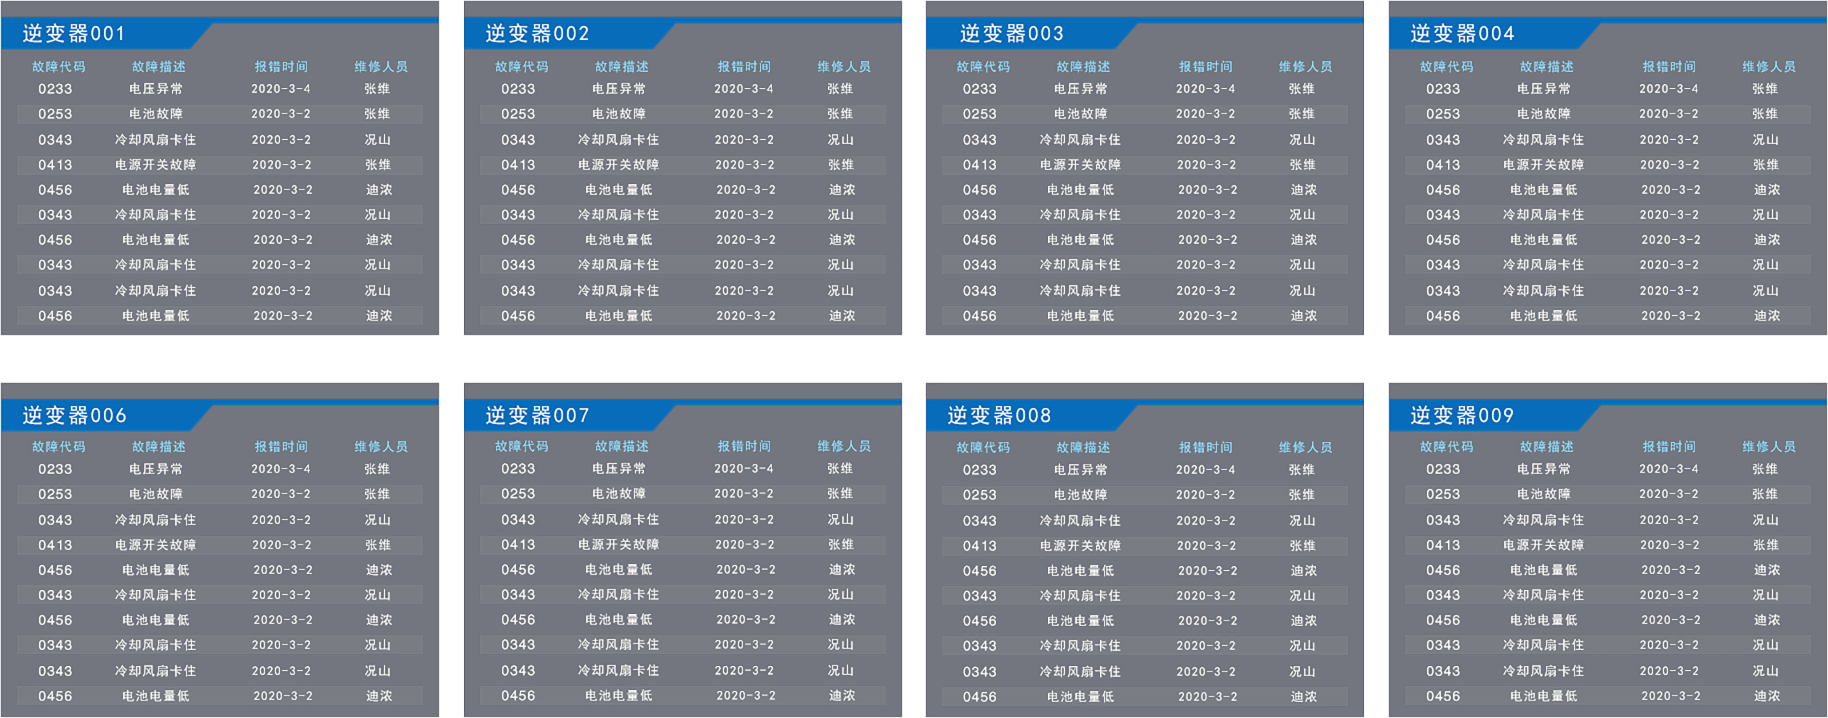 逆变器001
故障代码 故障描述 报错时间 维修人员
0233 电压异常 2020-3-4 张维
0253 电池故障 2020-3-2 张维
0343 冷却风扇卡住 2020-3-2 况山
0413 电源开关故障 2020-3-2 张维
0456 电池电量低 2020-3-2 迪浓
0343 冷却风扇卡住 2020-3-2 况山
0456 电池电量低 2020-3-2 迪浓
0343 冷却风扇卡住 2020-3-2 况山
0343 冷却风扇卡住 2020-3-2 况山
0456 电池电量低 2020-3-2 迪浓
逆变器002
故障代码 故障描述 报错时间 维修人员
0233 电压异常 2020-3-4 张维
0253 电池故障 2020-3-2 张维
0343 冷却风扇卡住 2020-3-2 况山
0413 电源开关故障 2020-3-2 张维
0456 电池电量低 2020-3-2 迪浓
0343 冷却风扇卡住 2020-3-2 况山
0456 电池电量低 2020-3-2 迪浓
0343 冷却风扇卡住 2020-3-2 况山
0343 冷却风扇卡住 2020-3-2 况山
0456 电池电量低 2020-3-2 迪浓
逆变器003
故障代码 故障描述 报错时间 维修人员
0233 电压异常 2020-3-4 张维
0253 电池故障 2020-3-2 张维
0343 冷却风扇卡住 2020-3-2 况山
0413 电源开关故障 2020-3-2 张维
0456 电池电量低 2020-3-2 迪浓
0343 冷却风扇卡住 2020-3-2 况山
0456 电池电量低 2020-3-2 迪浓
0343 冷却风扇卡住 2020-3-2 况山
0343 冷却风扇卡住 2020-3-2 况山
0456 电池电量低 2020-3-2 迪浓
逆变器004
故障代码 故障描述 报错时间 维修人员
0233 电压异常 2020-3-4 张维
0253 电池故障 2020-3-2 张维
0343 冷却风扇卡住 2020-3-2 况山
0413 电源开关故障 2020-3-2 张维
0456 电池电量低 2020-3-2 迪浓
0343 冷却风扇卡住 2020-3-2 况山
0456 电池电量低 2020-3-2 迪浓
0343 冷却风扇卡住 2020-3-2 况山
0343 冷却风扇卡住 2020-3-2 况山
0456 电池电量低 2020-3-2 迪浓
逆变器006
故障代码 故障描述 报错时间 维修人员
0233 电压异常 2020-3-4 张维
0253 电池故障 2020-3-2 张维
0343 冷却风扇卡住 2020-3-2 况山
0413 电源开关故障 2020-3-2 张维
0456 电池电量低 2020-3-2 迪浓
0343 冷却风扇卡住 2020-3-2 况山
0456 电池电量低 2020-3-2 迪浓
0343 冷却风扇卡住 2020-3-2 况山
0343 冷却风扇卡住 2020-3-2 况山
0456 电池电量低 2020-3-2 迪浓
逆变器007
故障代码 故障描述 报错时间 维修人员
0233 电压异常 2020-3-4 张维
0253 电池故障 2020-3-2 张维
0343 冷却风扇卡住 2020-3-2 况山
0413 电源开关故障 2020-3-2 张维
0456 电池电量低 2020-3-2 迪浓
0343 冷却风扇卡住 2020-3-2 况山
0456 电池电量低 2020-3-2 迪浓
0343 冷却风扇卡住 2020-3-2 况山
0343 冷却风扇卡住 2020-3-2 况山
0456 电池电量低 2020-3-2 迪浓
逆变器008
故障代码 故障描述 报错时间 维修人员
0233 电压异常 2020-3-4 张维
0253 电池故障 2020-3-2 张维
0343 冷却风扇卡住 2020-3-2 况山
0413 电源开关故障 2020-3-2 张维
0456 电池电量低 2020-3-2 迪浓
0343 冷却风扇卡住 2020-3-2 况山
0456 电池电量低 2020-3-2 迪浓
0343 冷却风扇卡住 2020-3-2 况山
0343 冷却风扇卡住 2020-3-2 况山
0456 电池电量低 2020-3-2 迪浓
逆变器009
故障代码 故障描述 报错时间 维修人员
0233 电压异常 2020-3-4 张维
0253 电池故障 2020-3-2 张维
0343 冷却风扇卡住 2020-3-2 况山
0413 电源开关故障 2020-3-2 张维
0456 电池电量低 2020-3-2 迪浓
0343 冷却风扇卡住 2020-3-2 况山
0456 电池电量低 2020-3-2 迪浓
0343 冷却风扇卡住 2020-3-2 况山
0343 冷却风扇卡住 2020-3-2 况山
0456 电池电量低 2020-3-2 迪浓